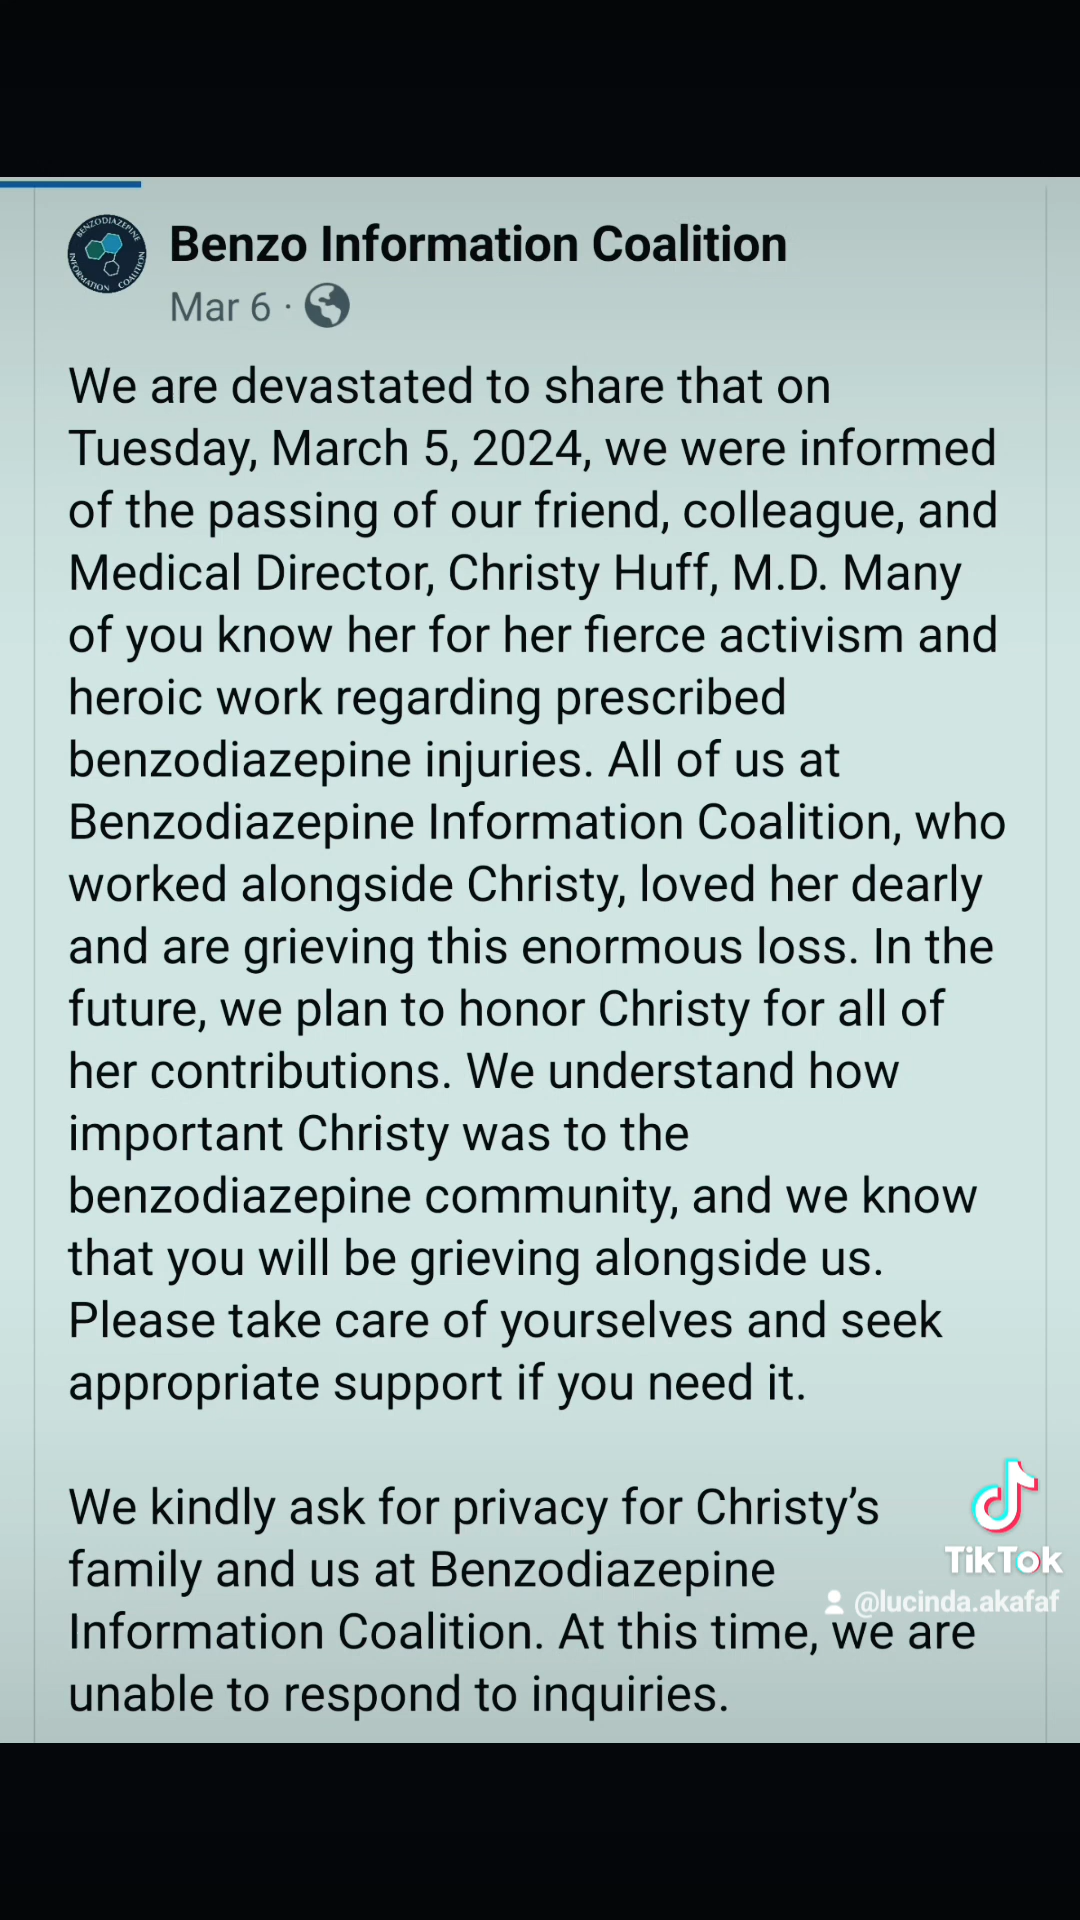 BENZODIAZEPINE
INFORMATION COALITION
Benzo Information Coalition
Mar 6 ·
We are devastated to share that on
Tuesday, March 5, 2024, we were informed
of the passing of our friend, colleague, and
Medical Director, Christy Huff, M.D. Many
of you know her for her fierce activism and
heroic work regarding prescribed
benzodiazepine injuries. All of us at
Benzodiazepine Information Coalition, who
worked alongside Christy, loved her dearly
and are grieving this enormous loss. In the
future, we plan to honor Christy for all of
her contributions. We understand how
important Christy was to the
benzodiazepine community, and we know
that you will be grieving alongside us.
Please take care of yourselves and seek
appropriate support if you need it.
We kindly ask for privacy for Christy’s
family and us at Benzodiazepine
Information Coalition. At this time, we are
unable to respond to inquiries.
TikTok
@lucinda.akafaf